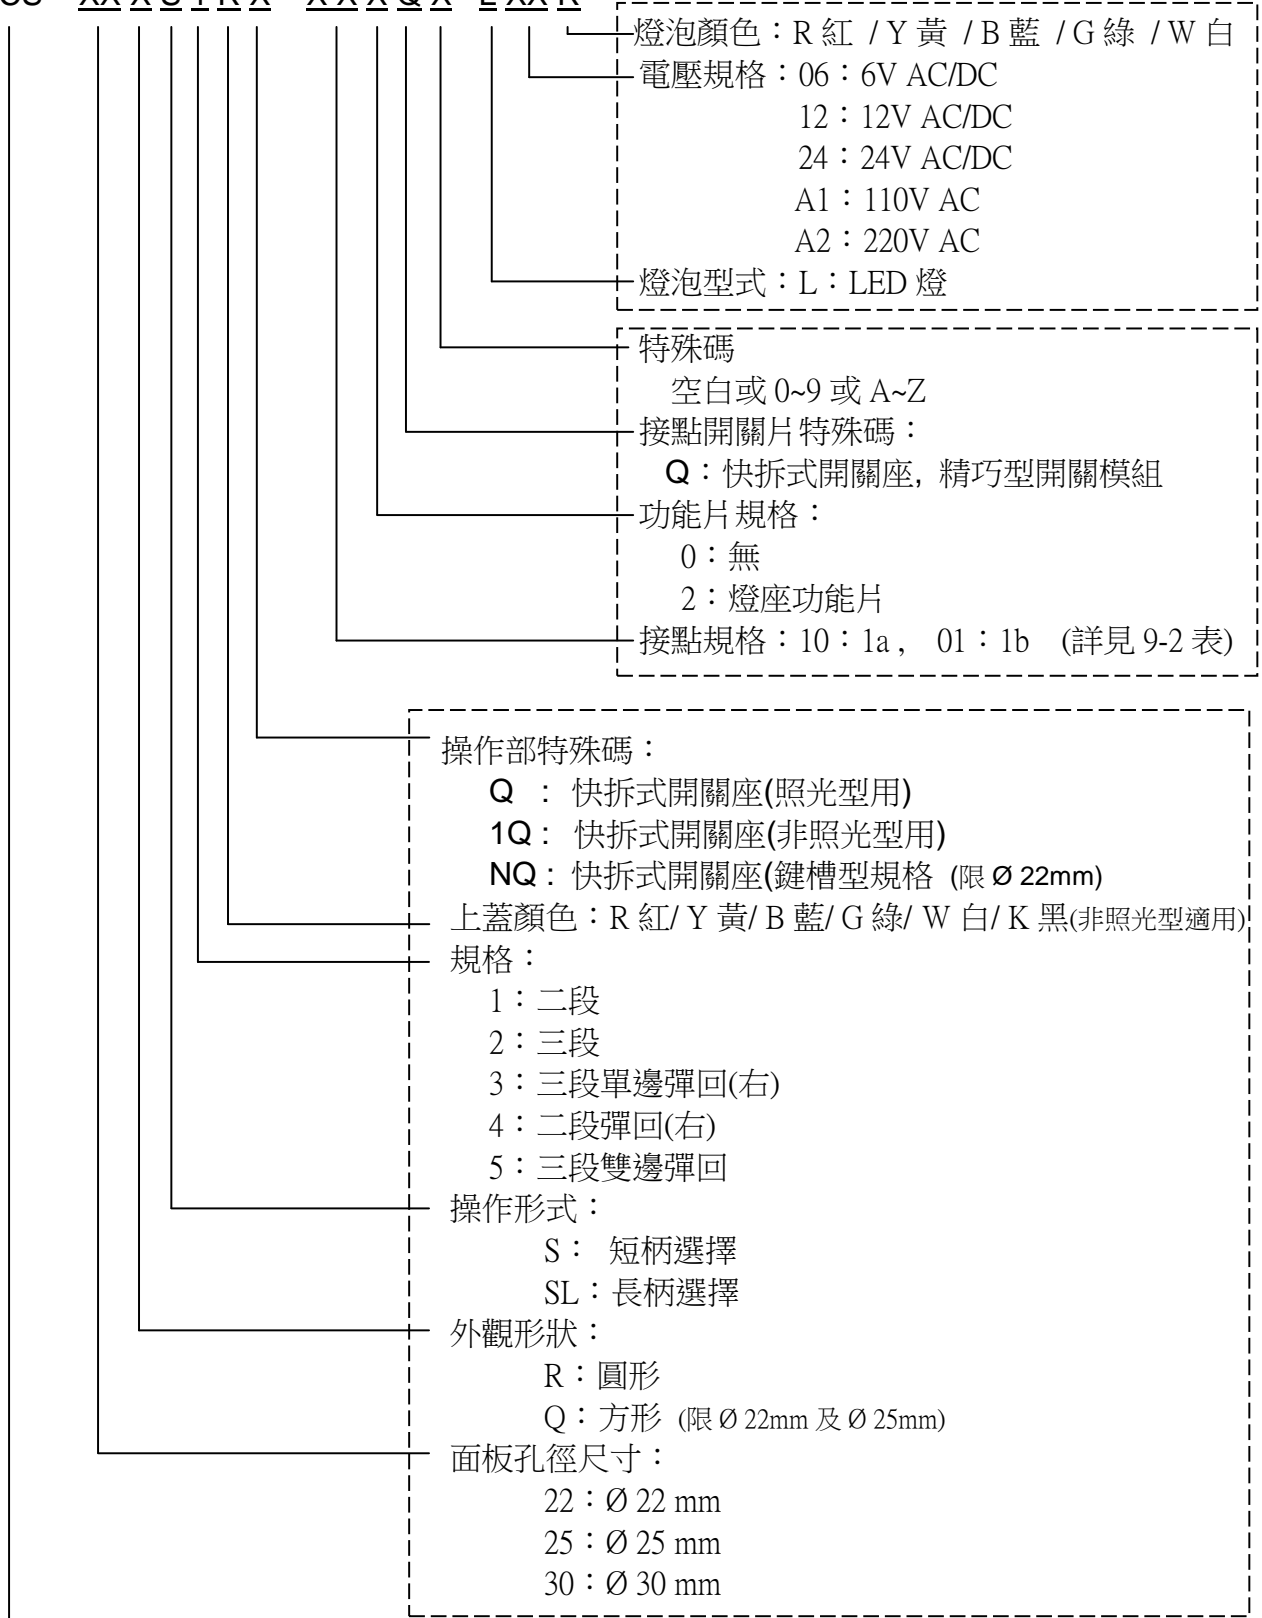 燈泡顏色：R 紅 / Y 黃 / B 藍 / G 綠 / W 白
電壓規格：06：6V AC/DC
12：12V AC/DC
24：24V AC/DC
A1：110V AC
A2：220V AC
燈泡型式：L：LED 燈
特殊碼
空白或 0~9 或 A~Z
接點開關片特殊碼：
Q：快拆式開關座, 精巧型開關模組
功能片規格：
0：無
2：燈座功能片
接點規格：10：1a , 01：1b (詳見 9-2 表)
操作部特殊碼：
Q : 快拆式開關座(照光型用)
1Q : 快拆式開關座(非照光型用)
NQ : 快拆式開關座(鍵槽型規格 (限 Ø 22mm)
上蓋顏色：R 紅/ Y 黃/ B 藍/ G 綠/ W 白/ K 黑(非照光型適用)
規格：
1：二段
2：三段
3：三段單邊彈回(右)
4：二段彈回(右)
5：三段雙邊彈回
操作形式：
S： 短柄選擇
SL：長柄選擇
外觀形狀：
R：圓形
Q：方形 (限 Ø 22mm 及 Ø 25mm)
面板孔徑尺寸：
22：Ø 22 mm
25：Ø 25 mm
30：Ø 30 mm